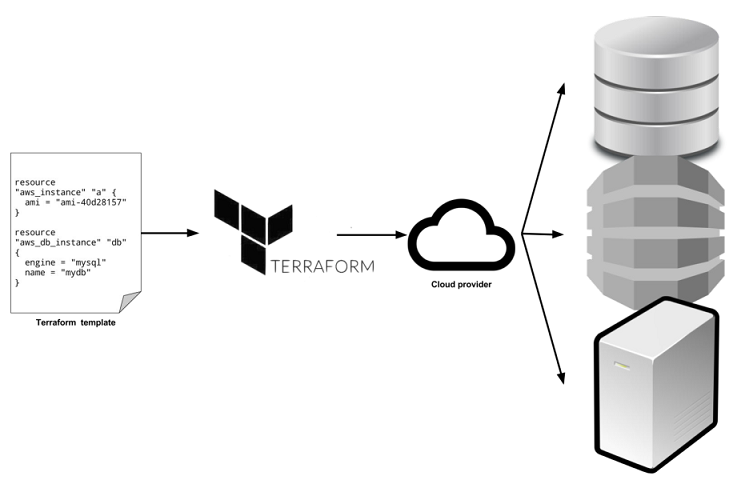 resource
"aws_instance" "a" {
  ami = "ami-40d28157"
}
resource
"aws_db_instance" "db"
{
  engine = "mysql"
  name = "mydb"
}
Terraform template
TERRAFORM
Cloud provider